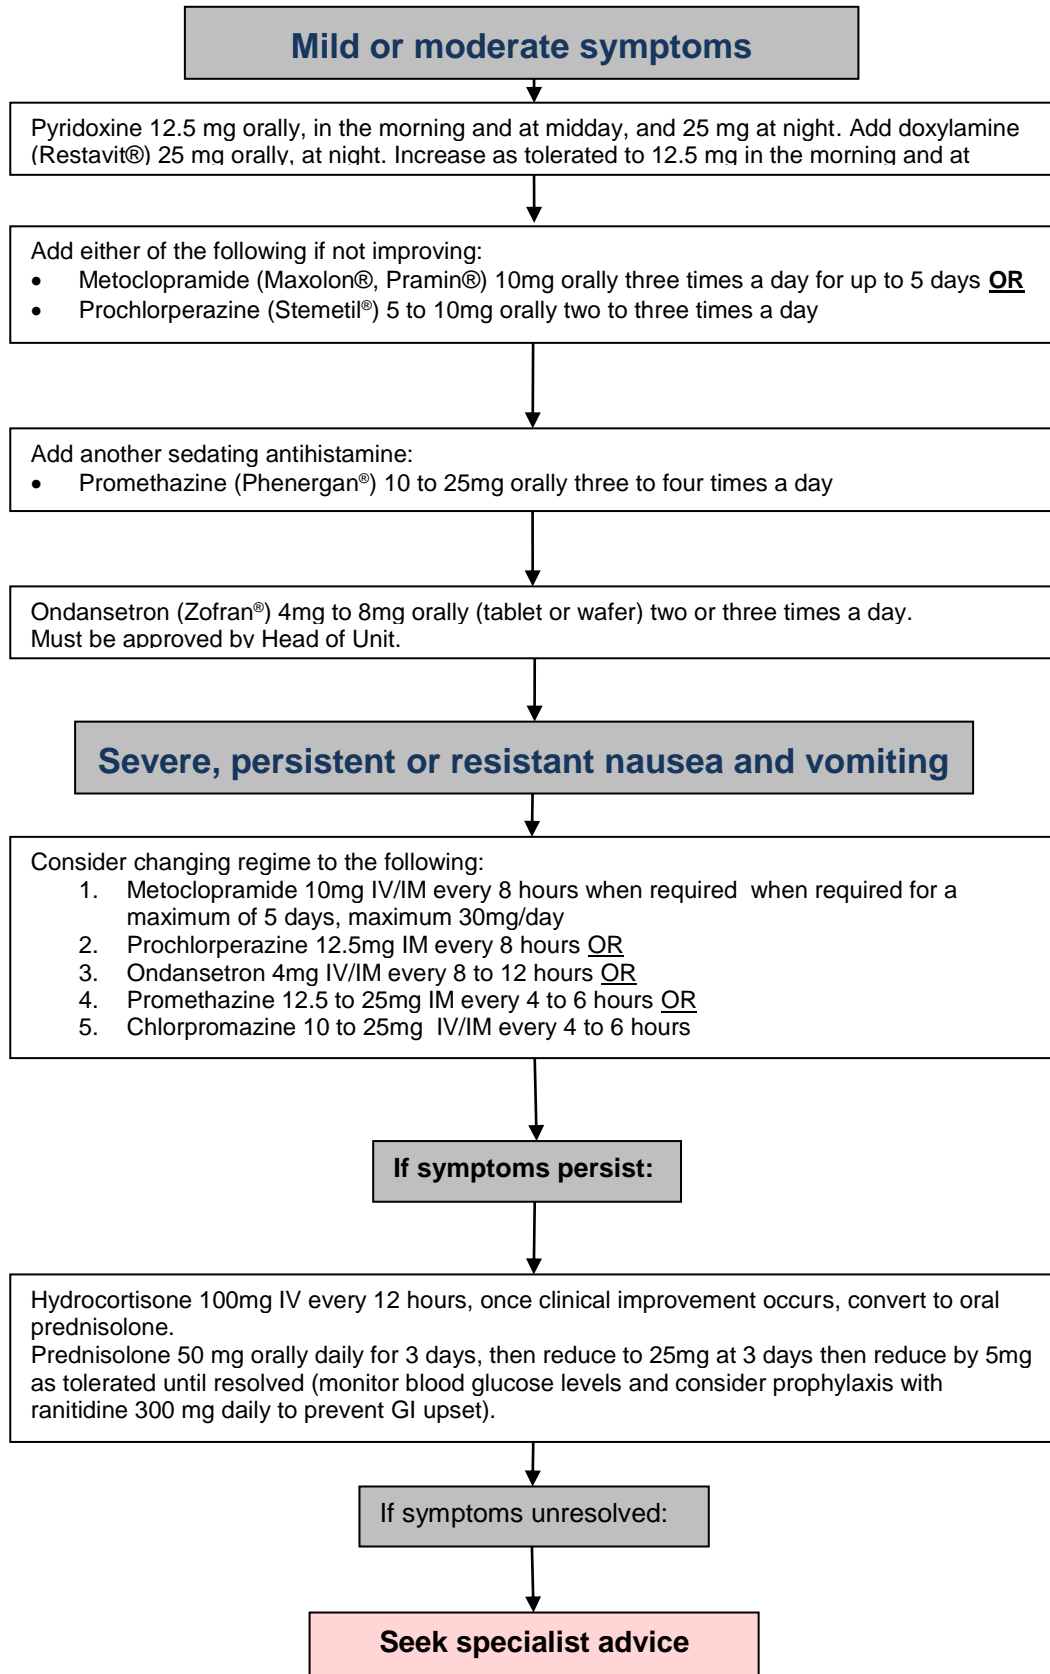 Mild or moderate symptoms
Pyridoxine 12.5 mg orally, in the morning and at midday, and 25 mg at night. Add doxylamine
(Restavit®) 25 mg orally, at night. Increase as tolerated to 12.5 mg in the morning and at
Add either of the following if not improving:
• Metoclopramide (Maxolon®, Pramin®) 10mg orally three times a day for up to 5 days OR
• Prochlorperazine (Stemetil®) 5 to 10mg orally two to three times a day
Add another sedating antihistamine:
• Promethazine (Phenergan®) 10 to 25mg orally three to four times a day
Ondansetron (Zofran®) 4mg to 8mg orally (tablet or wafer) two or three times a day.
Must be approved by Head of Unit.
Severe, persistent or resistant nausea and vomiting
Consider changing regime to the following:
1. Metoclopramide 10mg IV/IM every 8 hours when required when required for a
maximum of 5 days, maximum 30mg/day
2. Prochlorperazine 12.5mg IM every 8 hours OR
3. Ondansetron 4mg IV/IM every 8 to 12 hours OR
4. Promethazine 12.5 to 25mg IM every 4 to 6 hours OR
5. Chlorpromazine 10 to 25mg IV/IM every 4 to 6 hours
If symptoms persist:
Hydrocortisone 100mg IV every 12 hours, once clinical improvement occurs, convert to oral
prednisolone.
Prednisolone 50 mg orally daily for 3 days, then reduce to 25mg at 3 days then reduce by 5mg
as tolerated until resolved (monitor blood glucose levels and consider prophylaxis with
ranitidine 300 mg daily to prevent GI upset).
If symptoms unresolved:
Seek specialist advice